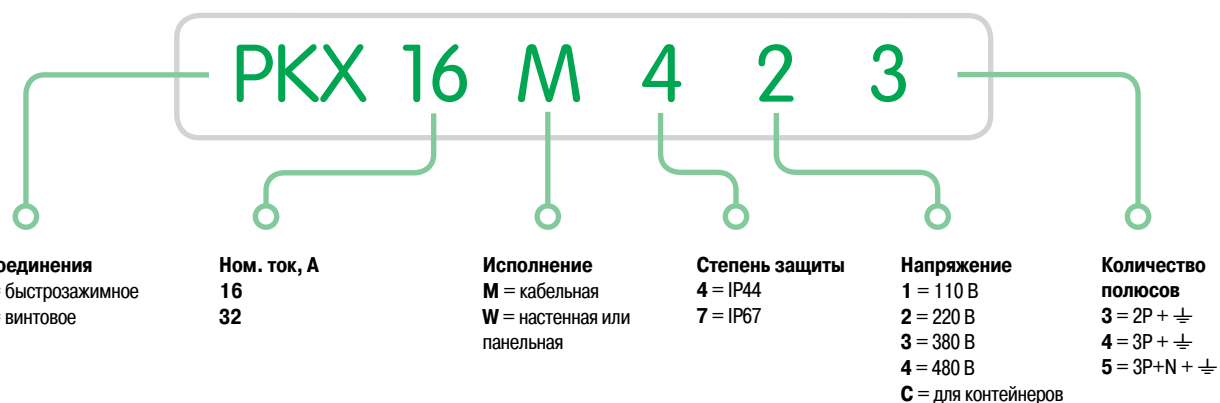 PKX 16 M 4 2 3
оединения
= быстрозажимное
= винтовое
Ном. ток, А
16
32
Исполнение
M = кабельная
W = настенная или
панельная
Степень защиты
4 = IP44
7 = IP67
Напряжение
1 = 110 В
2 = 220 В
3 = 380 В
4 = 480 В
C = для контейнеров
Количество
полюсов
3 = 2P + ⏚
4 = 3P + ⏚
5 = 3P+N + ⏚